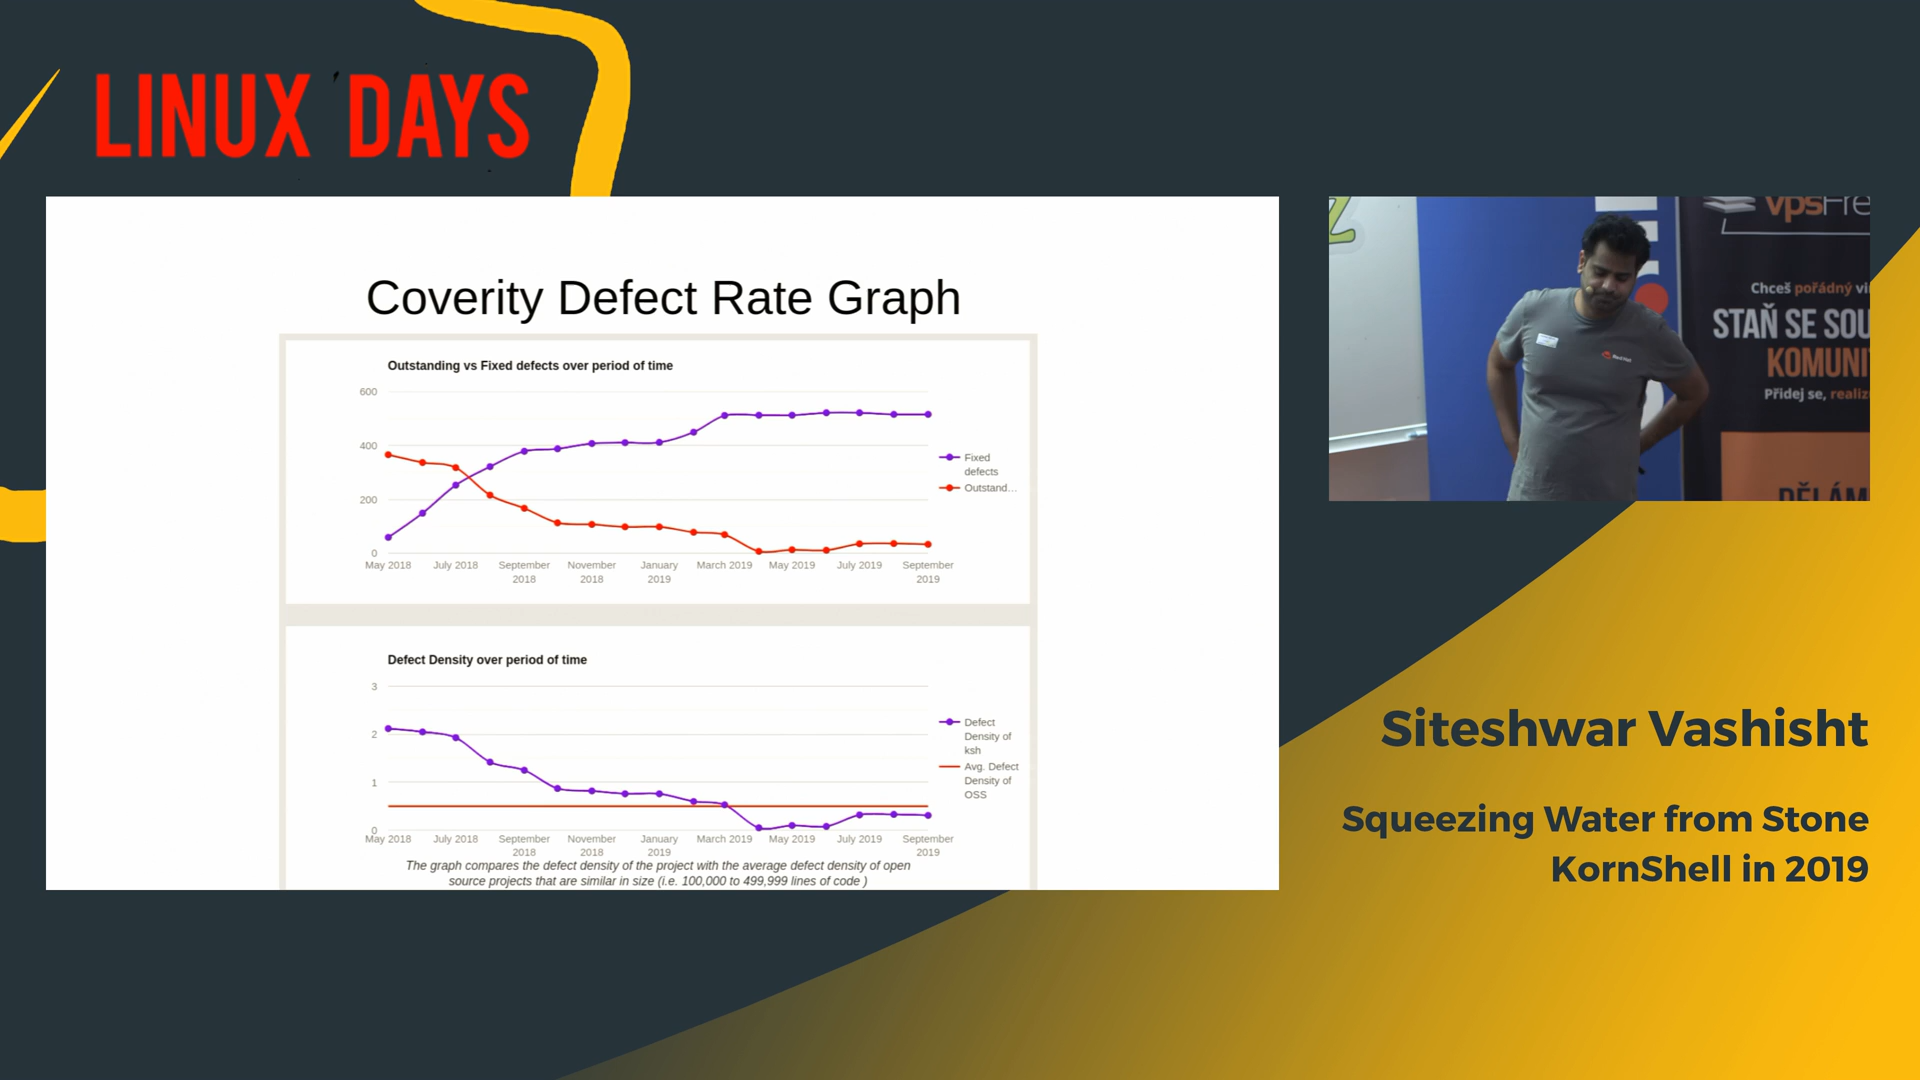 LINUX DAYS
Coverity Defect Rate Graph
Outstanding vs Fixed defects over period of time
600
400
200
0
May 2018
July 2018
September
2018
November
2018
January
2019
March 2019
May 2019
July 2019
September
2019
Fixed
defects
Outstand...
Defect Density over period of time
3
2
1
0
May 2018
July 2018
September
2018
November
2018
January
2019
March 2019
May 2019
July 2019
September
2019
Defect
Density of
ksh
Avg. Defect
Density of
OSS
The graph compares the defect density of the project with the average defect density of open
source projects that are similar in size (i.e. 100,000 to 499,999 lines of code )
vpsFre
Chceš pořádný vi
STAŇ SE SOU
KOMUNI
Přidej se, realiz
DĚLÁM
Siteshwar Vashisht
Squeezing Water from Stone
KornShell in 2019